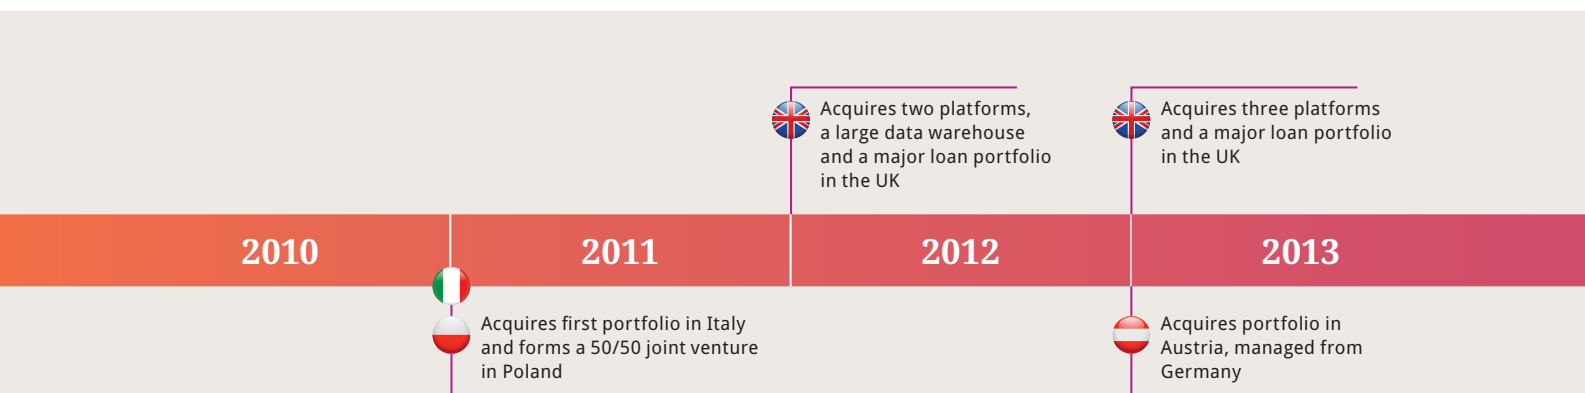 Acquires two platforms,
a large data warehouse
and a major loan portfolio
in the UK
Acquires three platforms
and a major loan portfolio
in the UK
2010
2011
2012
2013
Acquires first portfolio in Italy
and forms a 50/50 joint venture
in Poland
Acquires portfolio in
Austria, managed from
Germany